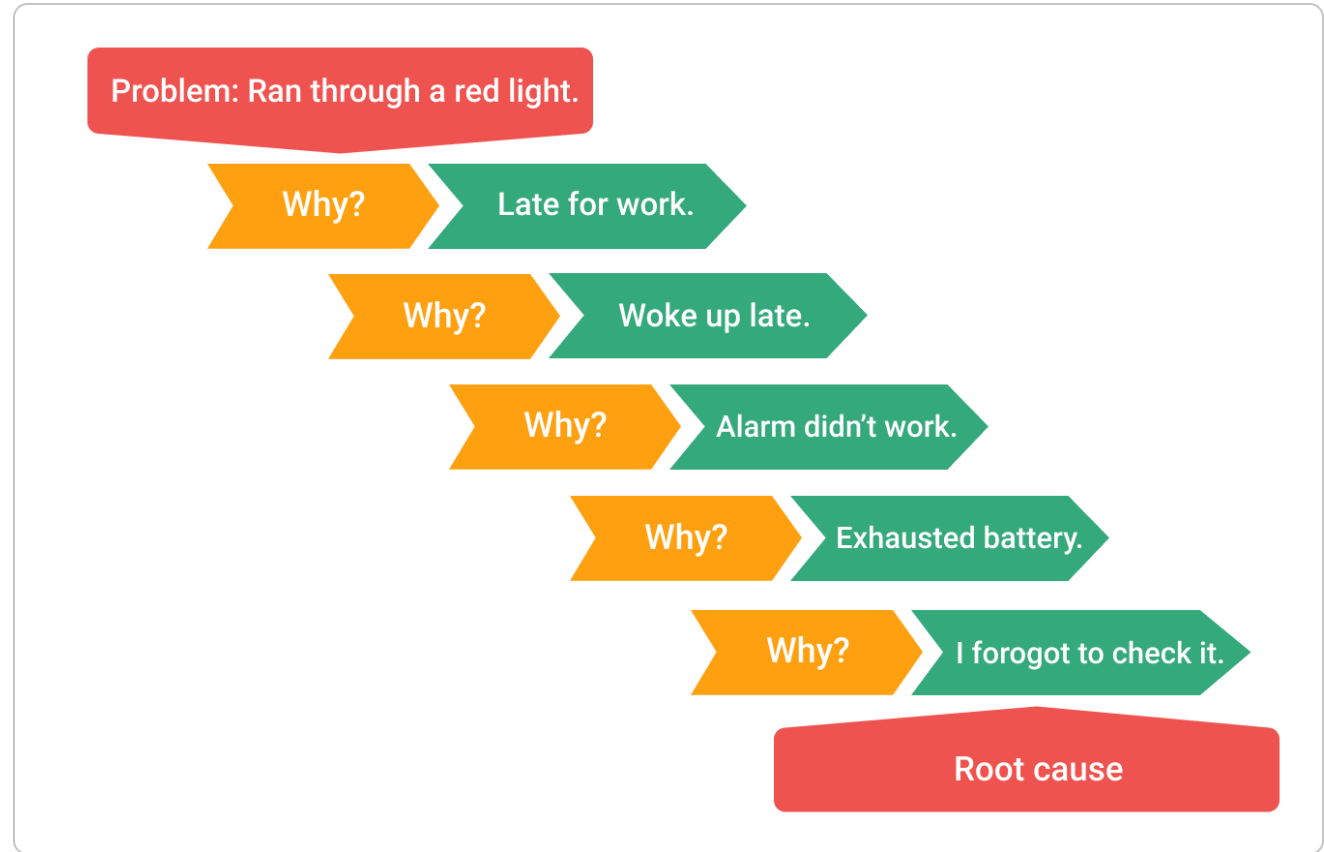 Problem: Ran through a red light.
Why? Late for work.
Why? Woke up late.
Why? Alarm didn’t work.
Why? Exhausted battery.
Why? I forogot to check it.
Root cause